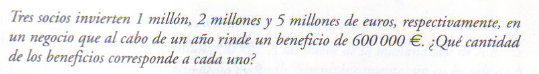 Tres socios invierten 1 millón, 2 millones y 5 millones de euros, respectivamente, en
un negocio que al cabo de un año rinde un beneficio de 600 000 €. ¿Qué cantidad
de los beneficios corresponde a cada uno?